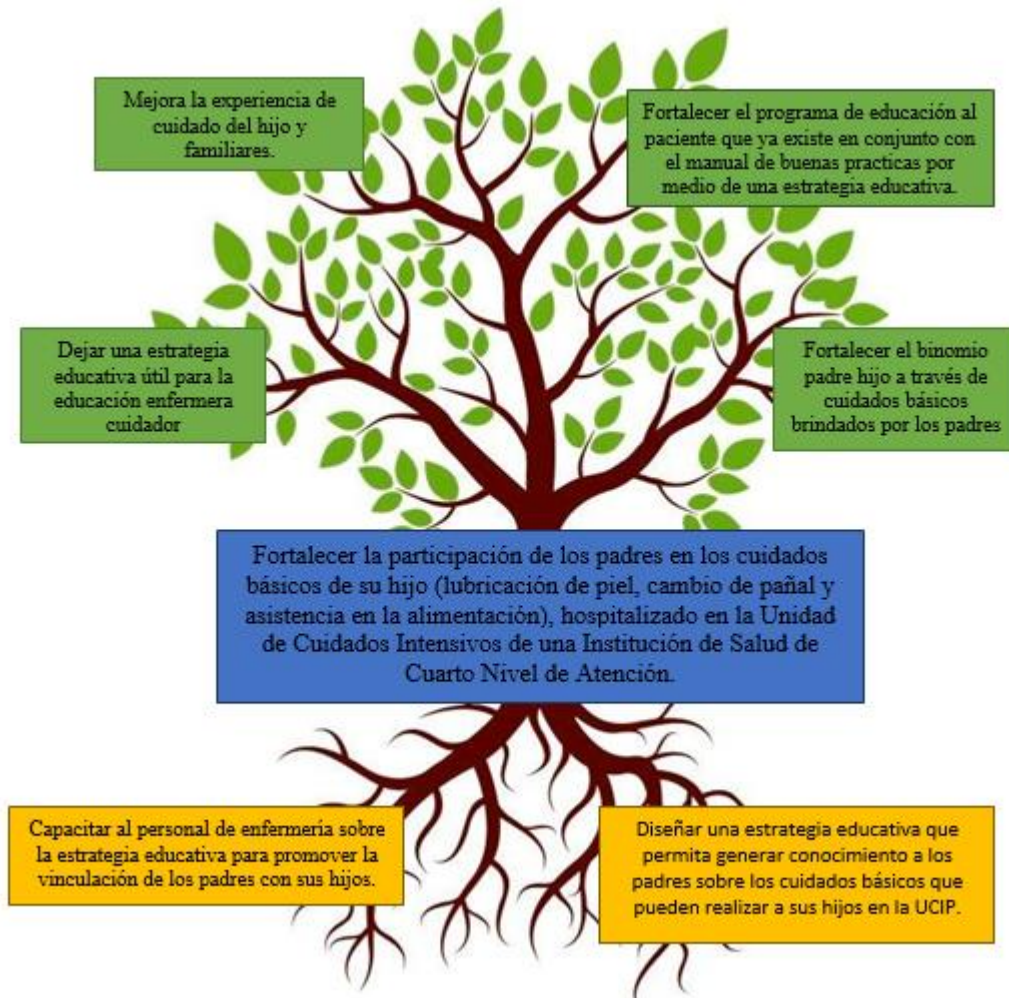 Mejora la experiencia de
cuidado del hijo y
familiares.
Fortalecer el programa de educación al
paciente que ya existe en conjunto con
el manual de buenas practicas por
medio de una estrategia educativa.
Dejar una estrategia
educativa útil para la
educación enfermera
cuidador
Fortalecer el binomio
padre hijo a través de
cuidados básicos
brindados por los padres
Fortalecer la participación de los padres en los cuidados
básicos de su hijo (lubricación de piel, cambio de pañal y
asistencia en la alimentación), hospitalizado en la Unidad
de Cuidados Intensivos de una Institución de Salud de
Cuarto Nivel de Atención.
Capacitar al personal de enfermería sobre
la estrategia educativa para promover la
vinculación de los padres con sus hijos.
Diseñar una estrategia educativa que
permita generar conocimiento a los
padres sobre los cuidados básicos que
pueden realizar a sus hijos en la UCIP.